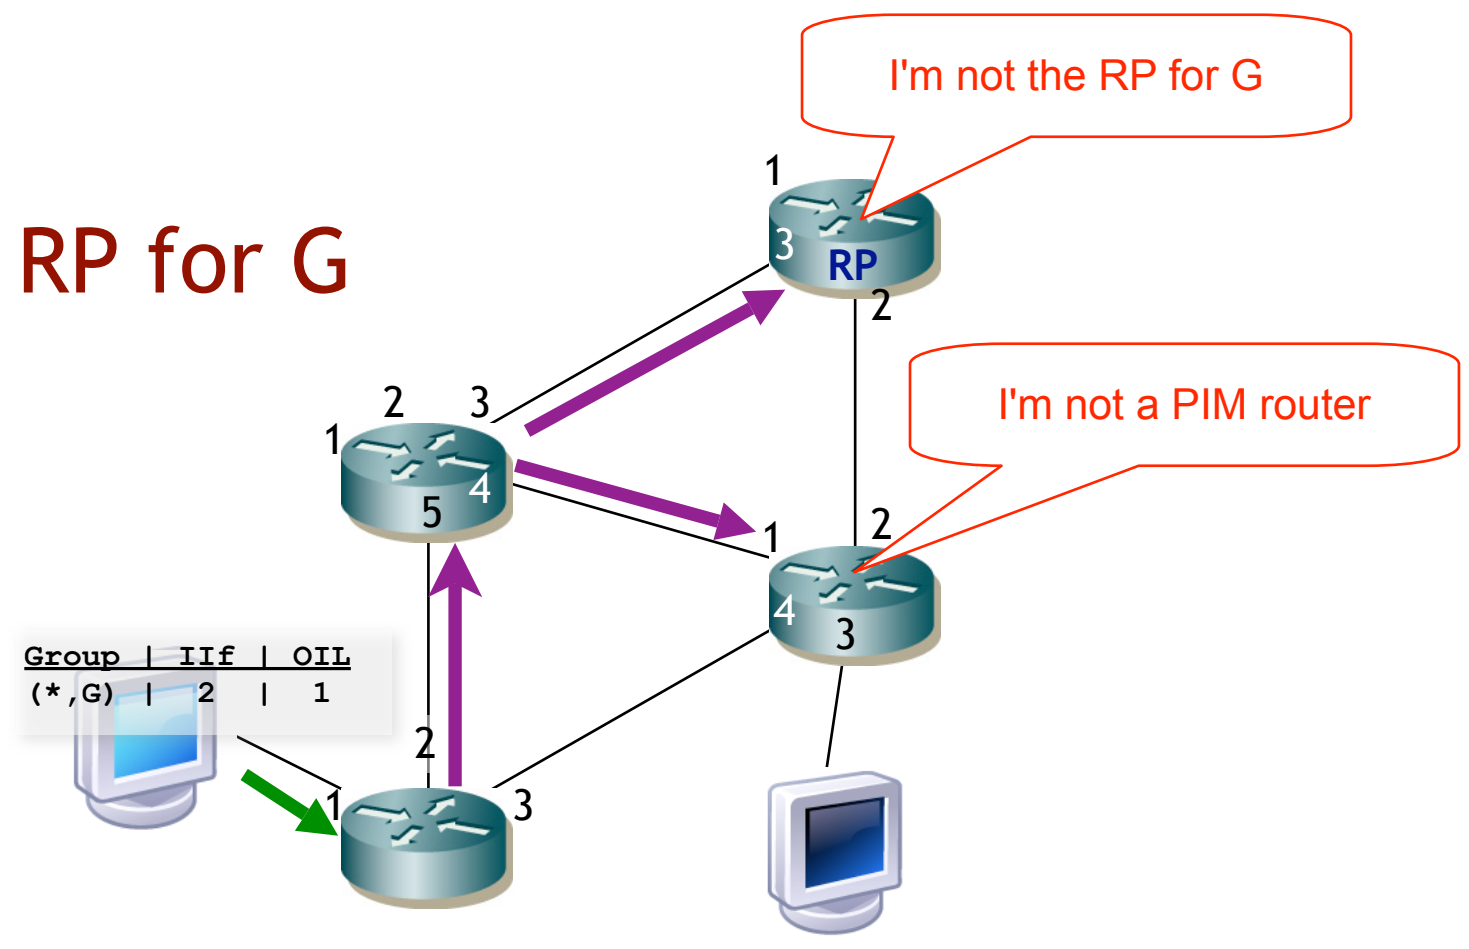 I'm not the RP for G
1
RP for G
3
RP
2
I'm not a PIM router
2
3
1
4
5
2
1
4
3
Group | IIf | OIL
(*,G) | 2 | 1
2
1
3